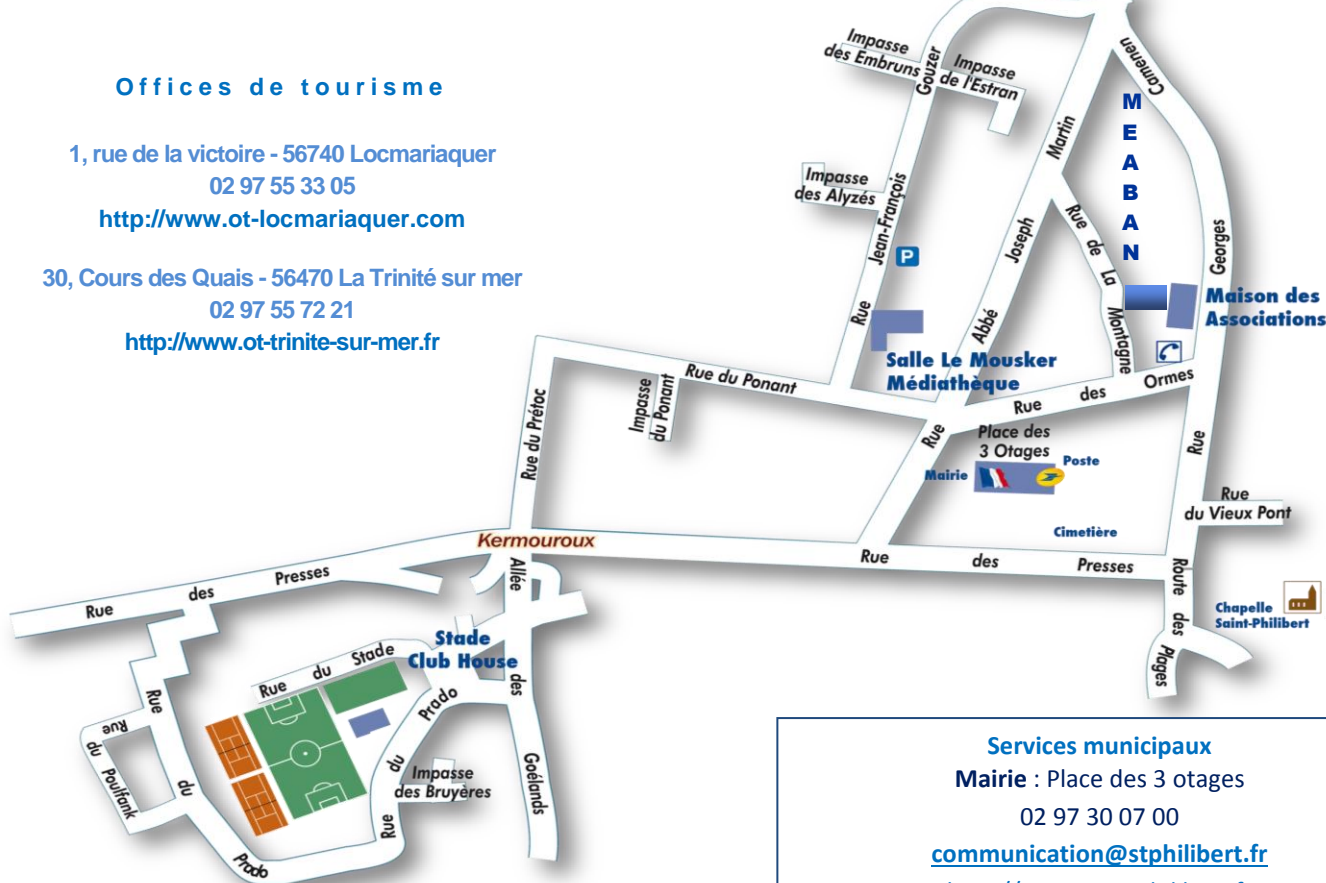 Offices de tourisme
1, rue de la victoire - 56740 Locmariaquer
02 97 55 33 05
http://www.ot-locmariaquer.com
30, Cours des Quais - 56470 La Trinité sur mer
02 97 55 72 21
http://www.ot-trinite-sur-mer.fr
Impasse
des Embruns
Impasse
de l'Estran
Impasse
des Alyzés
Rue Jean-François Gouzer
P
Rue Abbé Joseph Martin
Rue de La Montagne
Rue Georges Camenen
MEABAN
Maison des
Associations
Salle Le Mousker
Médiathèque
Rue du Ponant
Impasse
du Ponant
Rue du Prétoc
Rue des Ormes
Place des
3 Otages
Mairie
Poste
Cimetière
Rue
du Vieux Pont
Kermouroux
Rue des Presses
Rue des Presses
Route des Plages
Chapelle
Saint-Philibert
Allée des Goélands
Stade
Club House
Rue du Stade
Rue du Prado
Rue du Prado
Rue du Poulfank
Impasse
des Bruyères
Services municipaux
Mairie : Place des 3 otages
02 97 30 07 00
communication@stphilibert.fr